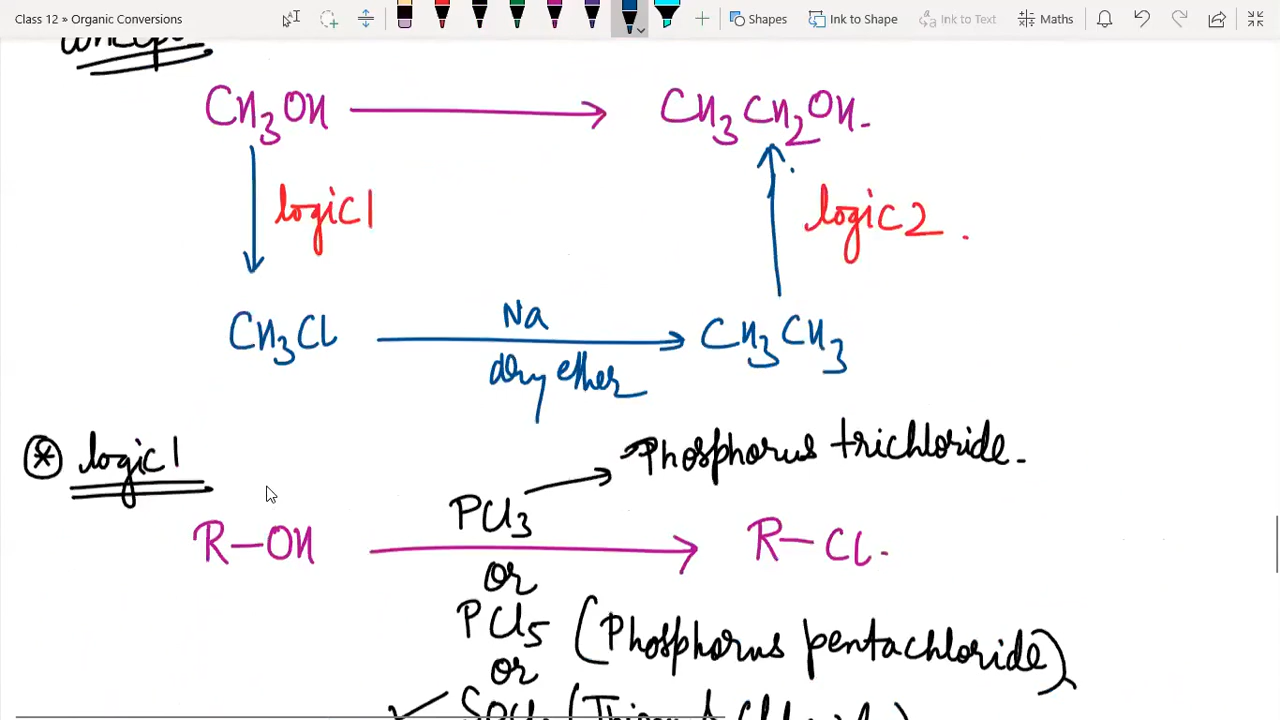 Class 12 » Organic Conversions
Shapes
Ink to Shape
Ink to Text
Maths
Concept
CH3OH → CH3CH2OH.
logic1
logic2.
CH3Cl Na → CH3CH3
dry ether
* logic1
Phosphorus trichloride.
PCl3
R-OH → R-Cl.
or
PCl5 (Phosphorus pentachloride)
or